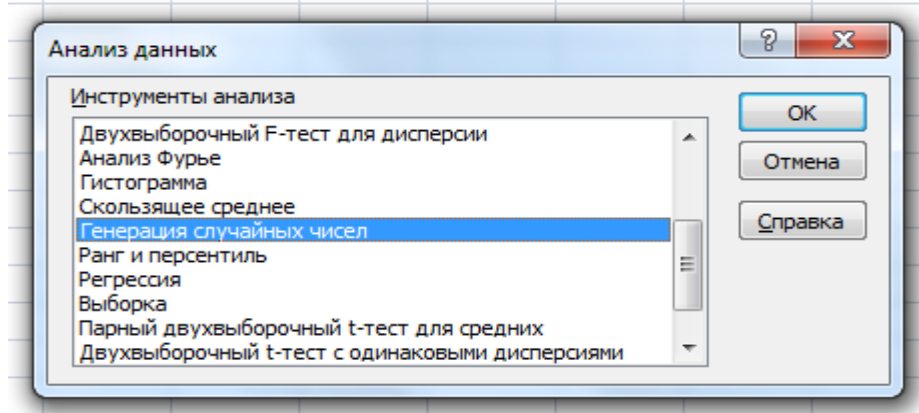 Анализ данных
Инструменты анализа
Двухвыборочный F-тест для дисперсии
Анализ Фурье
Гистограмма
Скользящее среднее
Генерация случайных чисел
Ранг и персентиль
Регрессия
Выборка
Парный двухвыборочный t-тест для средних
Двухвыборочный t-тест с одинаковыми дисперсиями
ОК
Отмена
Справка